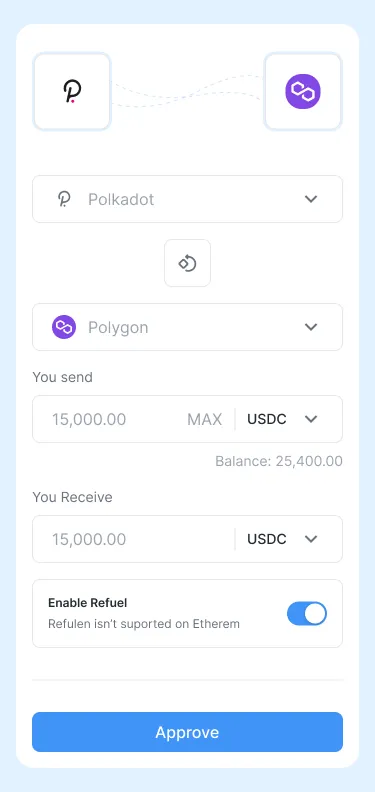 Polkadot
Polygon
You send
15,000.00 MAX USDC
Balance: 25,400.00
You Receive
15,000.00 USDC
Enable Refuel
Refulen isn’t suported on Etherem
Approve